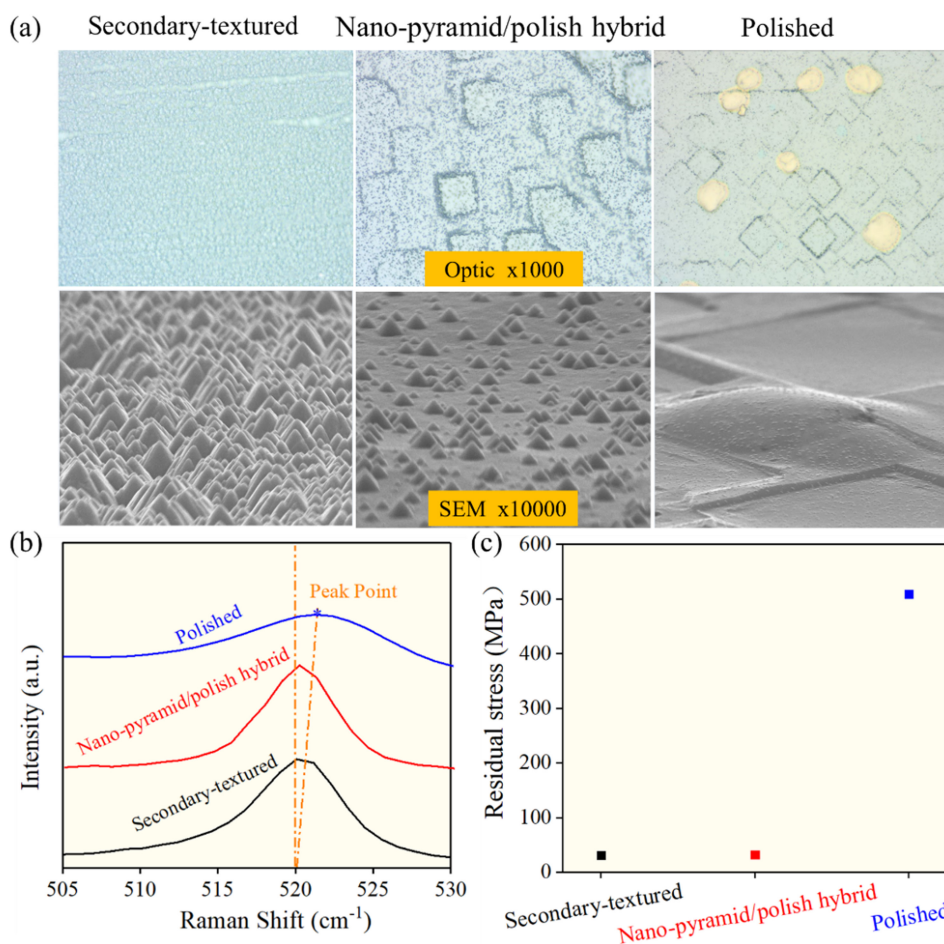 (a)
Secondary-textured
Nano-pyramid/polish hybrid
Polished
Optic x1000
SEM x10000
(b)
Peak Point
*
Polished
Nano-pyramid/polish hybrid
Secondary-textured
Intensity (a.u.)
505
510
515
520
525
530
Raman Shift (cm⁻¹)
(c)
600
500
400
300
200
100
0
Residual stress (MPa）
Secondary-textured
Nano-pyramid/polish hybrid
Polished